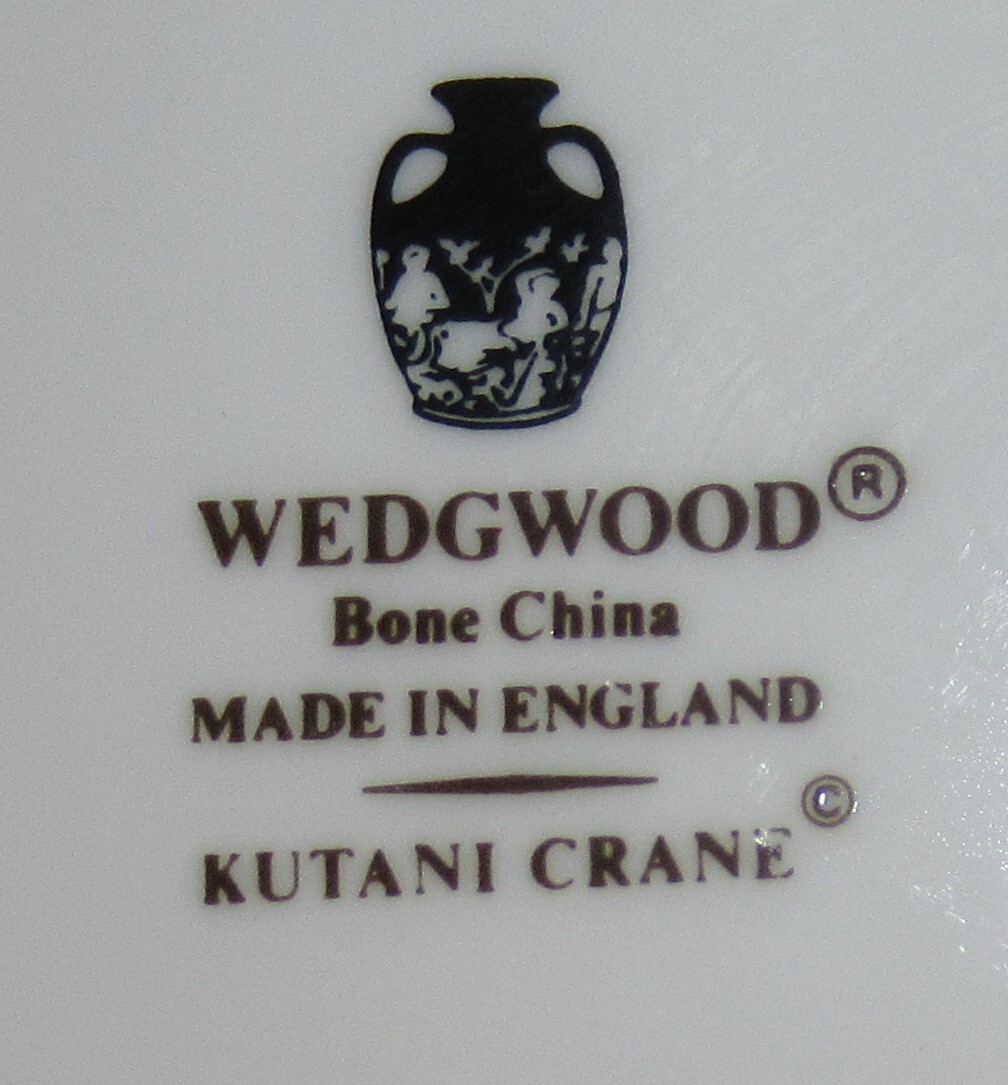 WEDGWOOD®
Bone China
MADE IN ENGLAND
KUTANI CRANE©